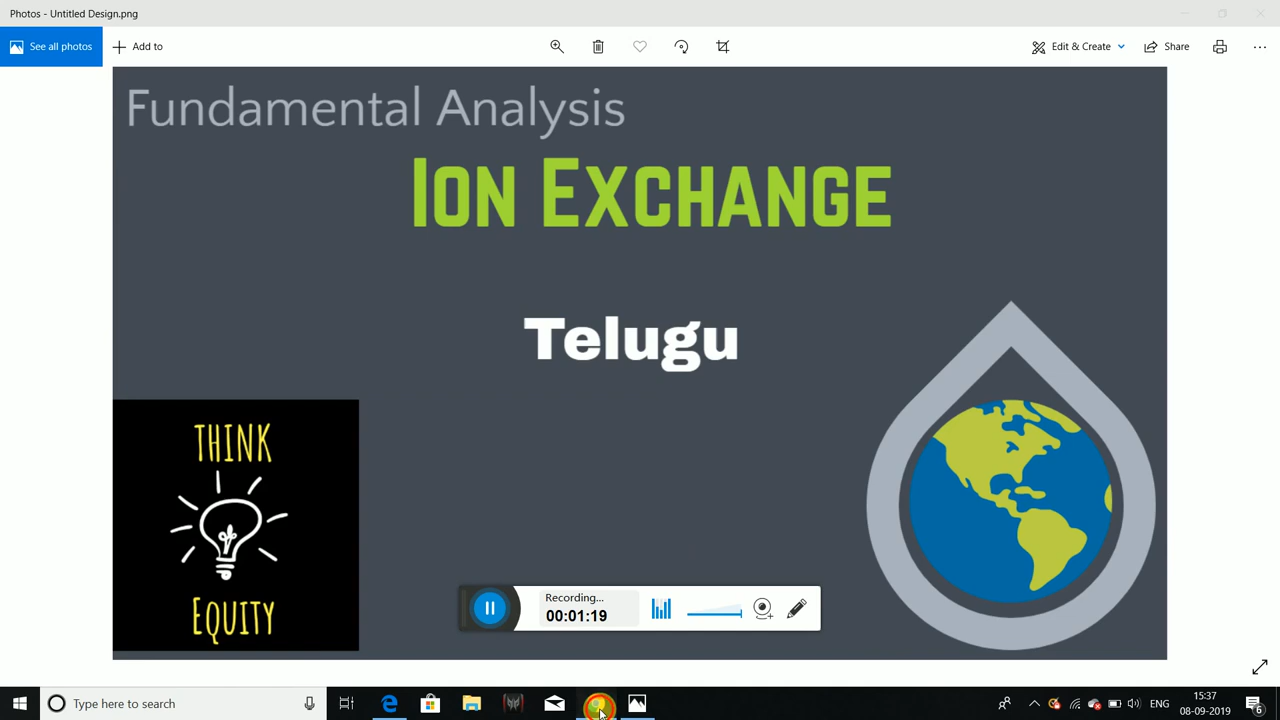 Photos - Untitled Design.png
See all photos
Add to
Edit & Create
Share
Fundamental Analysis
ION EXCHANGE
Telugu
THINK
EQUITY
Recording...
00:01:19
Type here to search
ENG
15:37
08-09-2019
6